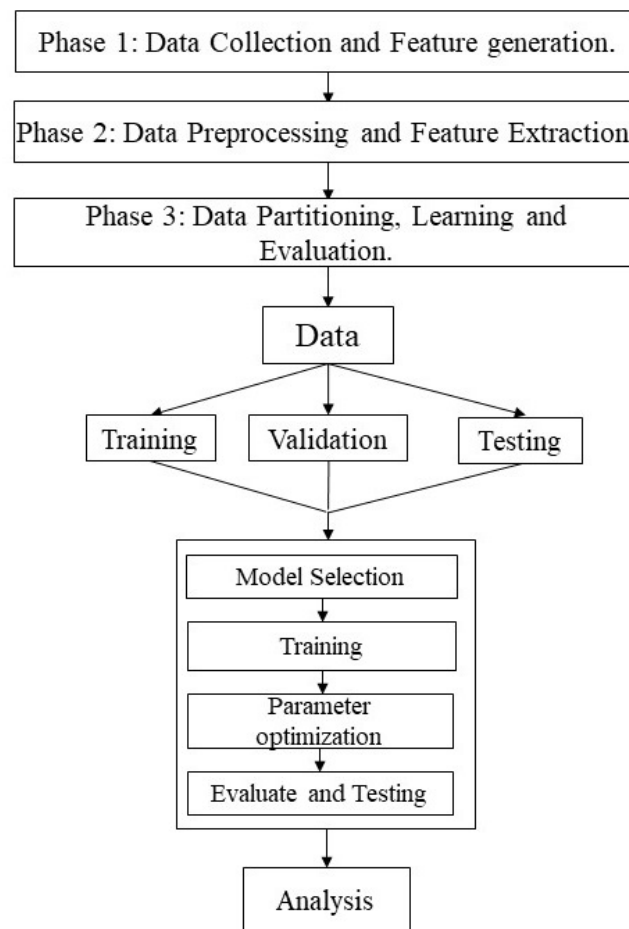 Phase 1: Data Collection and Feature generation.
Phase 2: Data Preprocessing and Feature Extraction
Phase 3: Data Partitioning, Learning and
Evaluation.
Data
Training
Validation
Testing
Model Selection
Training
Parameter
optimization
Evaluate and Testing
Analysis